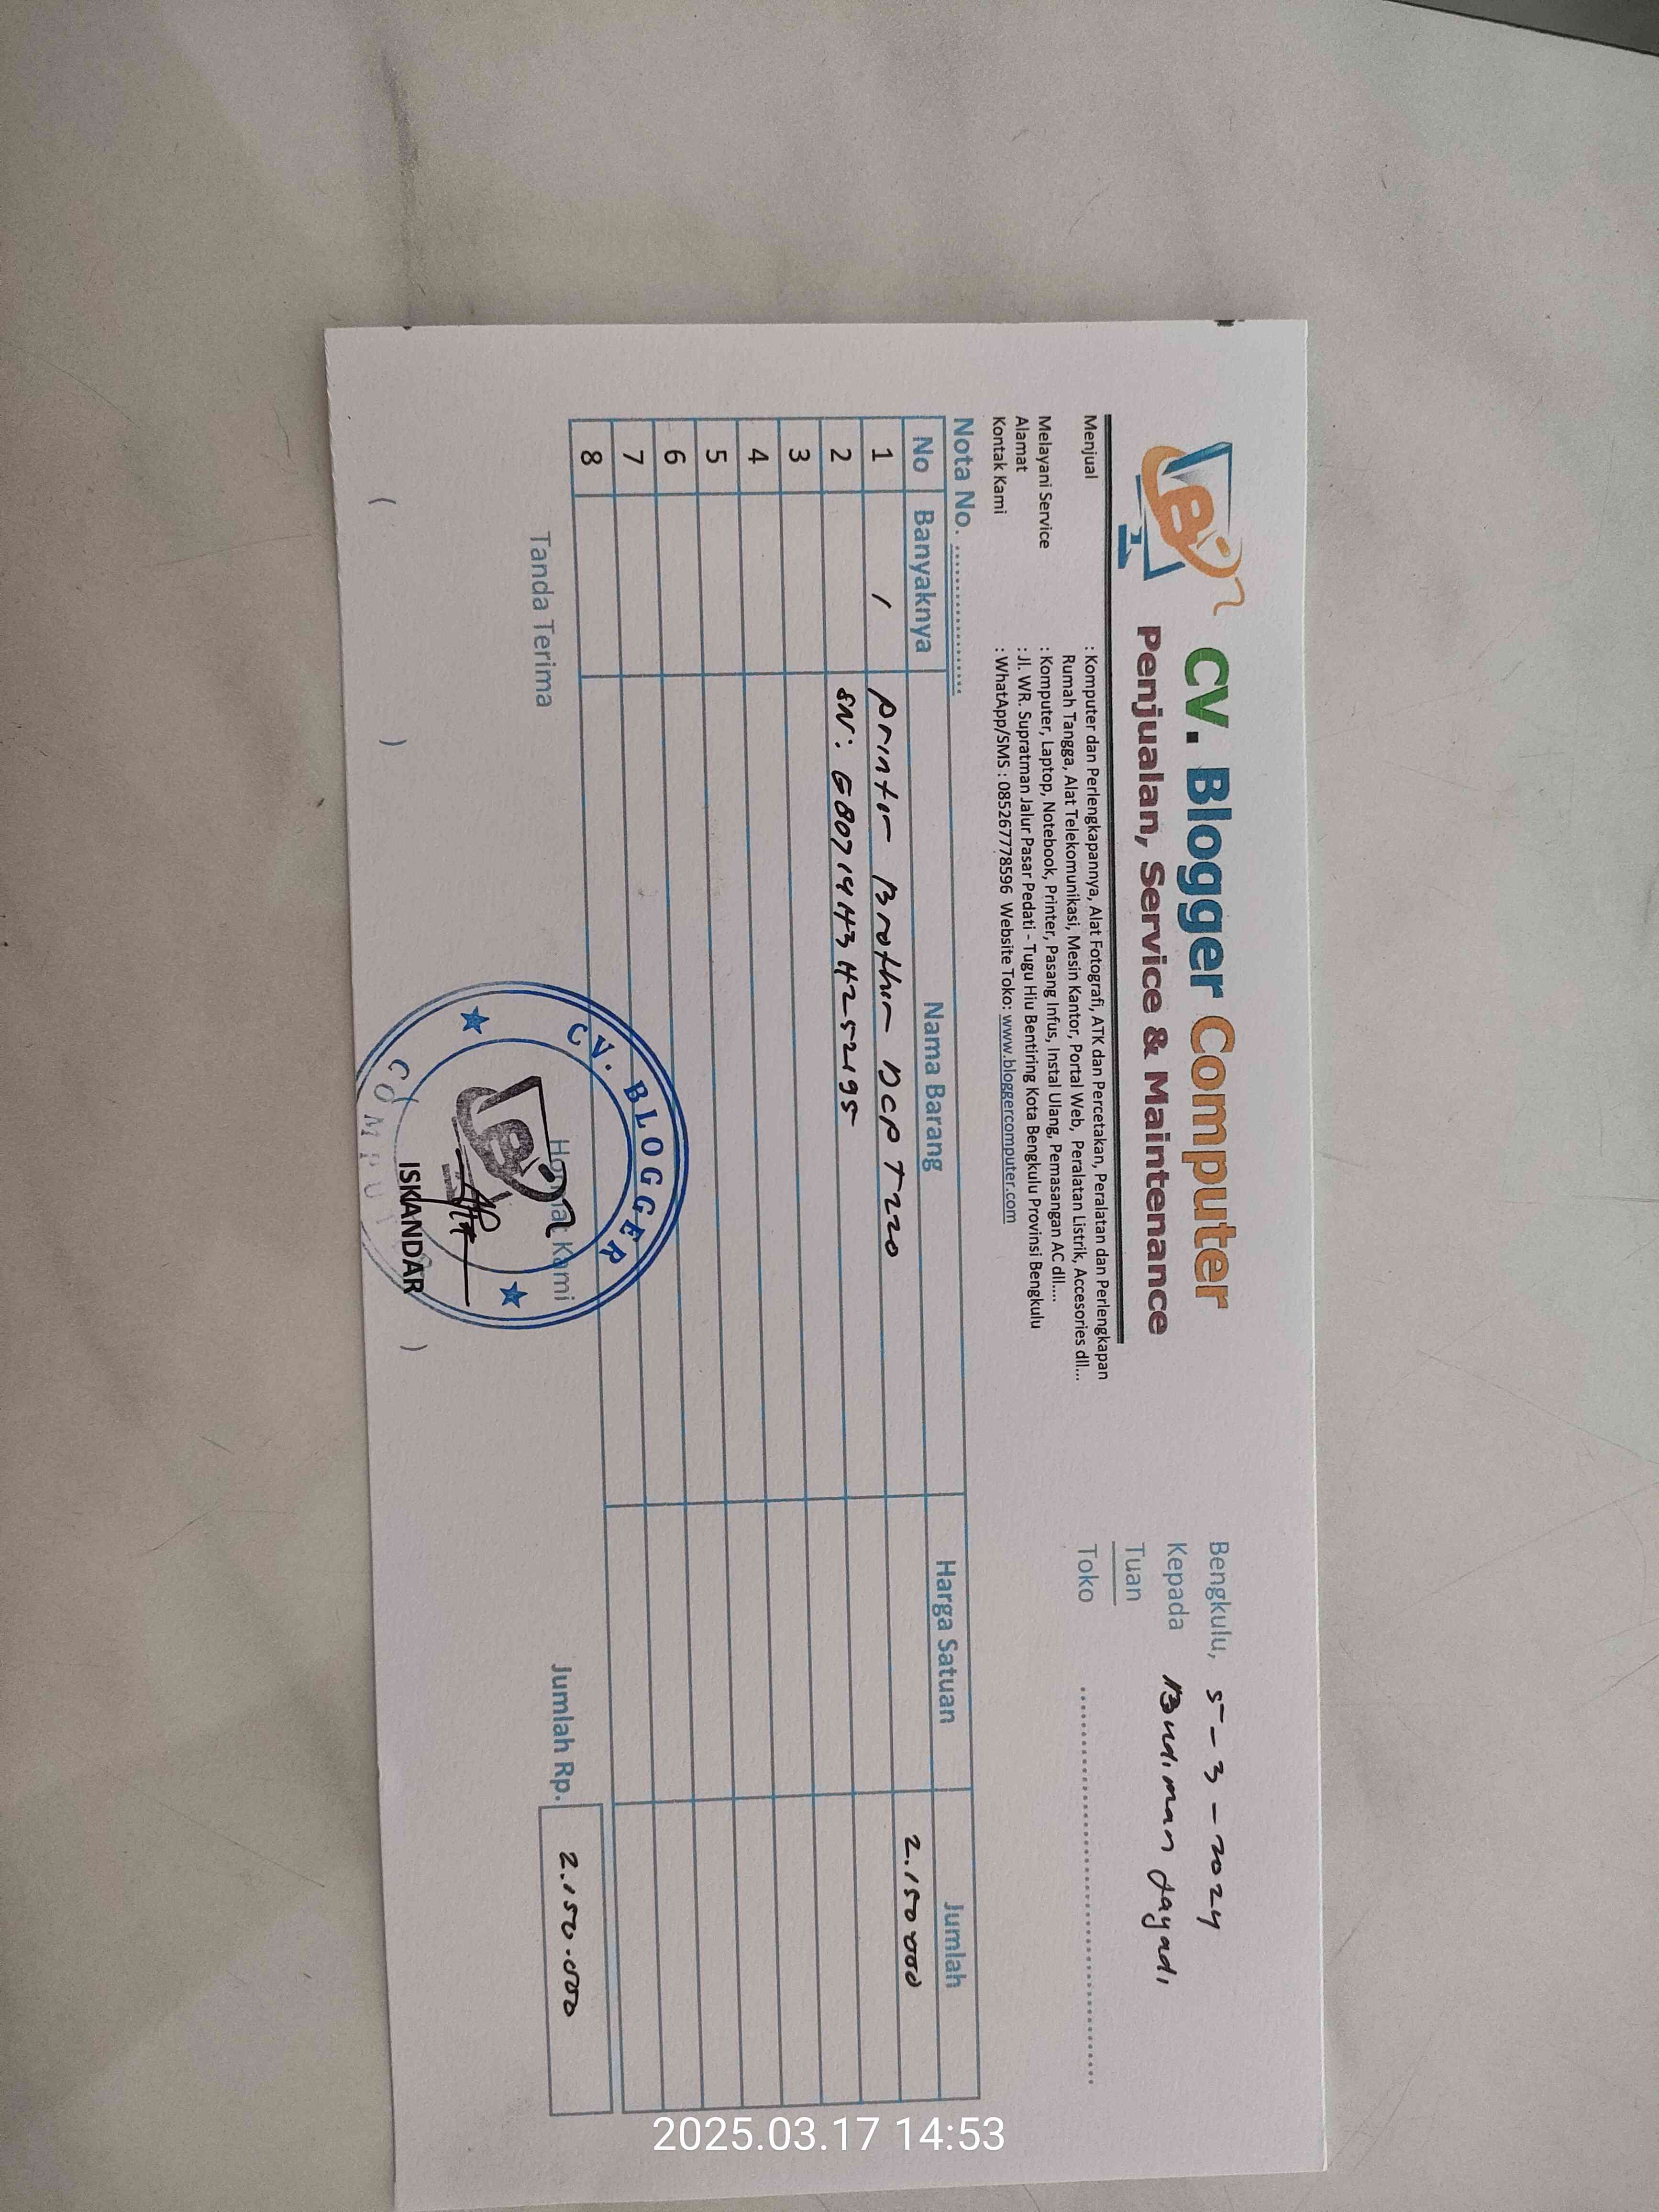 CV. Blogger Computer
Penjualan, Service & Maintenance
Menjual : Komputer dan Perlengkapannya, Alat Fotografi, ATK dan Percetakan, Peralatan dan Perlengkapan
Rumah Tangga, Alat Telekomunikasi, Mesin Kantor, Portal Web, Peralatan Listrik, Accesories dll...
Melayani Service : Komputer, Laptop, Notebook, Printer, Pasang Infus, Instal Ulang, Pemasangan AC dll....
Alamat : Jl. WR. Supratman Jalur Pasar Pedati - Tugu Hiu Bentiring Kota Bengkulu Provinsi Bengkulu
Kontak Kami : WhatApp/SMS : 085267778596 Website Toko: www.bloggercomputer.com
Bengkulu, 5-3-2024
Kepada Budiman Jayadi
Tuan
Toko ........................................
Nota No. ....................
No Banyaknya Nama Barang Harga Satuan Jumlah
1 1 Printer Brother DCP T220 2.150000
2 SN:
3
4
5
6
7
8
Jumlah Rp. 2.150.000
Tanda Terima Hormat Kami
CV. BLOGGER
COMPU
( ) ISKANDAR )
2025.03.17 14:53